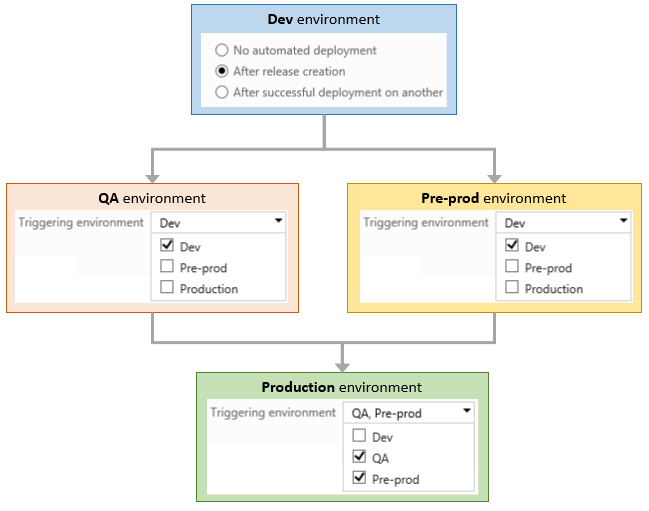 Dev environment
No automated deployment
After release creation
After successful deployment on another
QA environment
Triggering environment Dev
Dev
Pre-prod
Production
Pre-prod environment
Triggering environment Dev
Dev
Pre-prod
Production
Production environment
Triggering environment QA, Pre-prod
Dev
QA
Pre-prod